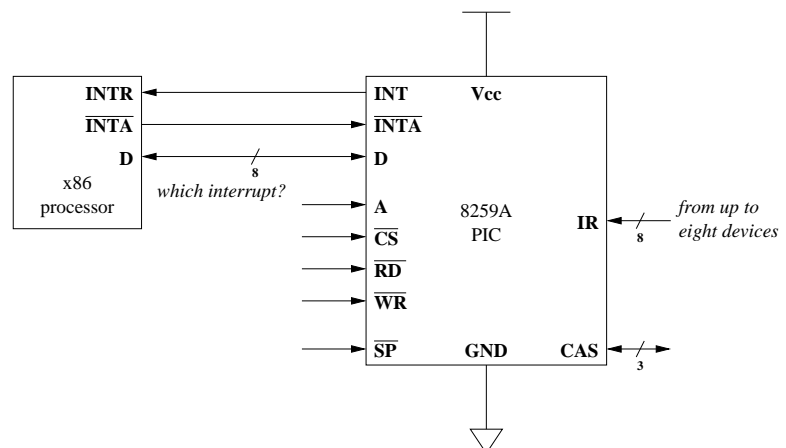 INTR
INTA
D
x86
processor
8
which interrupt?
INT
Vcc
INTA
D
A
CS
RD
WR
SP
8259A
PIC
GND
IR
CAS
8
from up to
eight devices
3